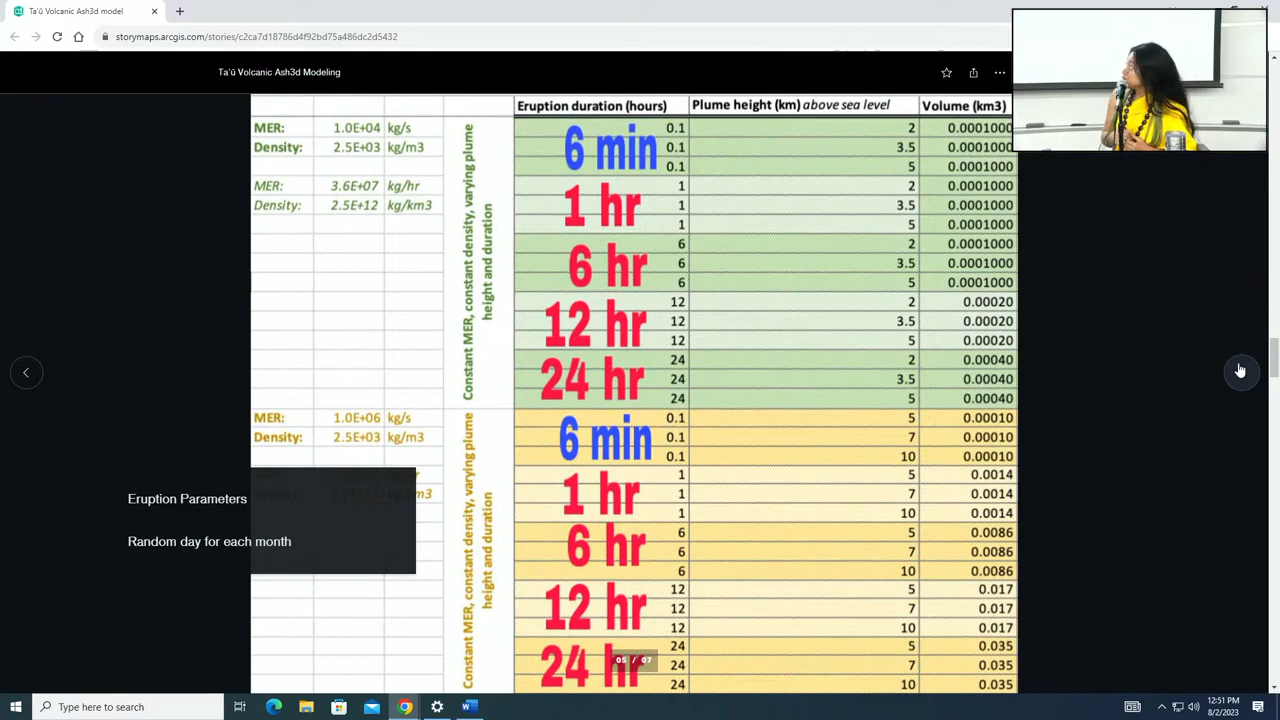 Ta'ū Volcanic Ash3d model
storymaps.arcgis.com/stories/c2ca7d18786d4f92bd75a486dc2d5432
Ta'ū Volcanic Ash3d Modeling
Eruption duration (hours) Plume height (km) above sea level Volume (km3)
MER: 1.0E+04 kg/s 0.1 2 0.0001000
Density: 2.5E+03 kg/m3 6 min 0.1 3.5 0.0001000
0.1 5 0.0001000
MER: 3.6E+07 kg/hr 1 2 0.0001000
Density: 2.5E+12 kg/km3 1 hr 1 3.5 0.0001000
1 5 0.0001000
Constant MER, constant density, varying plume
height and duration
6 2 0.0001000
6 hr 6 3.5 0.0001000
6 5 0.0001000
12 2 0.00020
12 hr 12 3.5 0.00020
12 5 0.00020
24 2 0.00040
24 hr 24 3.5 0.00040
24 5 0.00040
MER: 1.0E+06 kg/s 0.1 5 0.00010
Density: 2.5E+03 kg/m3 6 min 0.1 7 0.00010
0.1 10 0.00010
Constant MER, constant density, varying plume
height and duration
1 5 0.0014
1 hr 1 7 0.0014
1 10 0.0014
6 5 0.0086
6 hr 6 7 0.0086
6 10 0.0086
12 5 0.017
12 hr 12 7 0.017
12 10 0.017
24 5 0.035
24 hr 24 7 0.035
24 10 0.035
Eruption Parameters
Random day for each month
05 / 07
Type here to search
12:51 PM
8/2/2023